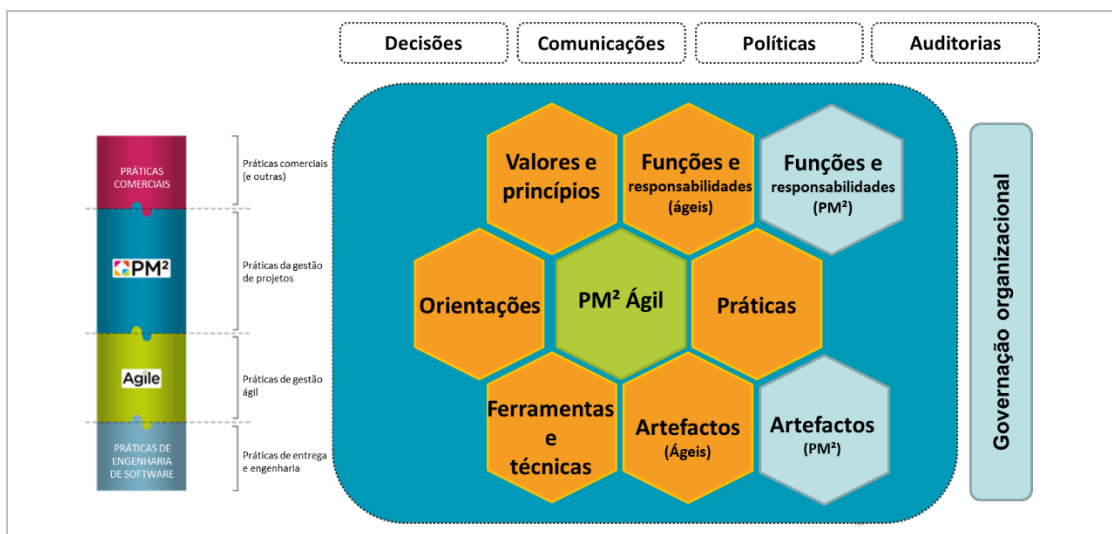 Decisões
Comunicações
Políticas
Auditorias
PRÁTICAS
COMERCIAIS
Práticas comerciais
(e outras)
PM²
Práticas da gestão
de projetos
Agile
Práticas de gestão
ágil
PRÁTICAS DE
ENGENHARIA
DE SOFTWARE
Práticas de entrega
e engenharia
Valores e
princípios
Funções e
responsabilidades
(ágeis)
Funções e
responsabilidades
(PM²)
Orientações
PM² Ágil
Práticas
Ferramentas
e
técnicas
Artefactos
(Ágeis)
Artefactos
(PM²)
Governação organizacional